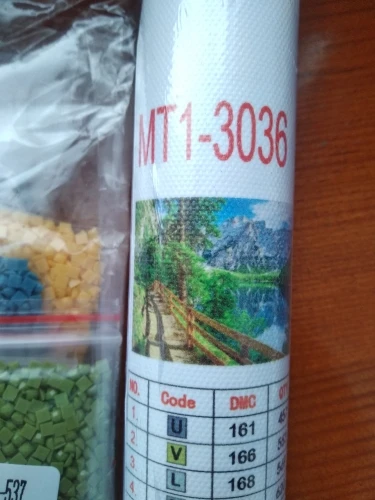 MT1-3036
NO. Code DMC
1. U 161
2. V 166
3. L 168
-537